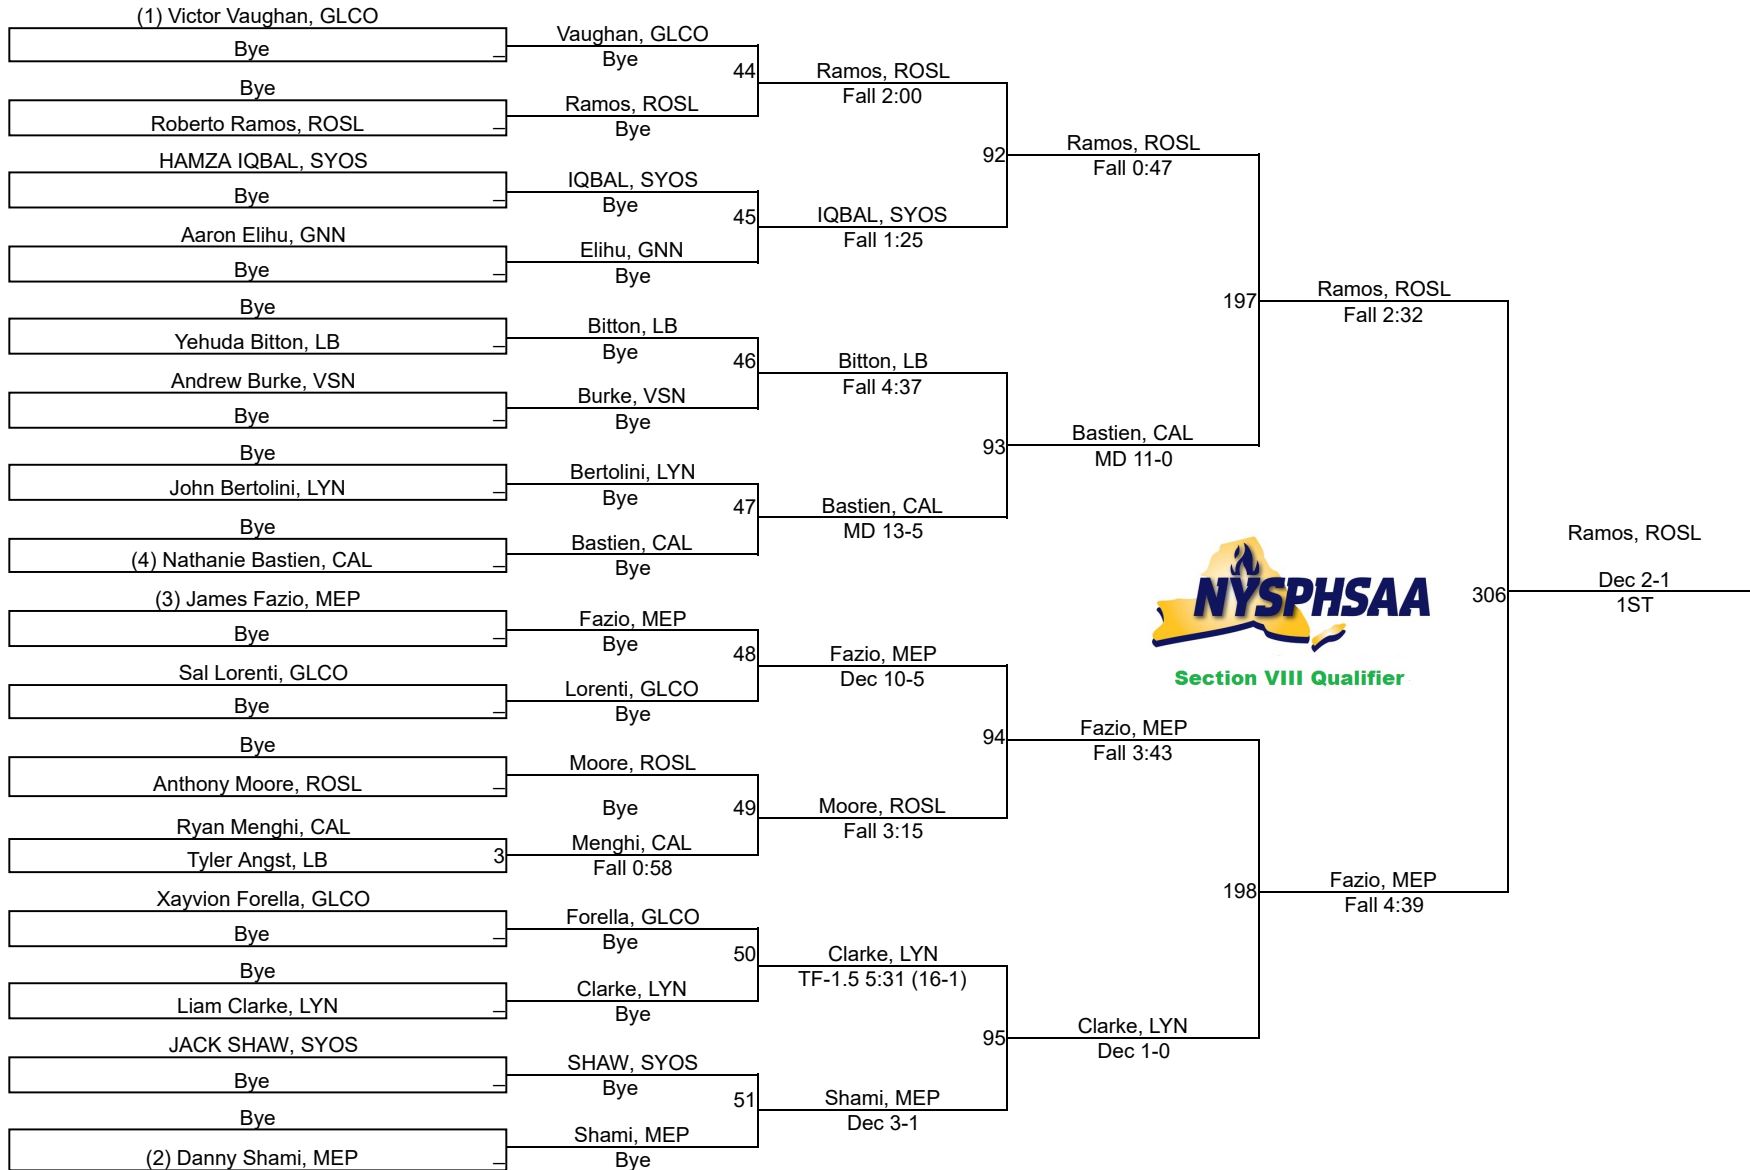 (1) Victor Vaughan, GLCO
Bye
Bye
Roberto Ramos, ROSL
HAMZA IQBAL, SYOS
Bye
Aaron Elihu, GNN
Bye
Bye
Yehuda Bitton, LB
Andrew Burke, VSN
Bye
Bye
John Bertolini, LYN
Bye
(4) Nathanie Bastien, CAL
(3) James Fazio, MEP
Bye
Sal Lorenti, GLCO
Bye
Bye
Anthony Moore, ROSL
Ryan Menghi, CAL
Tyler Angst, LB 3
Xayvion Forella, GLCO
Bye
Bye
Liam Clarke, LYN
JACK SHAW, SYOS
Bye
Bye
(2) Danny Shami, MEP
Vaughan, GLCO
Bye
44
Ramos, ROSL
Bye
IQBAL, SYOS
Bye
45
Elihu, GNN
Bye
Bitton, LB
Bye
46
Burke, VSN
Bye
Bertolini, LYN
Bye
47
Bastien, CAL
Bye
Fazio, MEP
Bye
48
Lorenti, GLCO
Bye
Moore, ROSL
Bye
49
Menghi, CAL
Fall 0:58
Forella, GLCO
Bye
50
Clarke, LYN
Bye
SHAW, SYOS
Bye
51
Shami, MEP
Bye
Ramos, ROSL
Fall 2:00
92
IQBAL, SYOS
Fall 1:25
Bitton, LB
Fall 4:37
93
Bastien, CAL
MD 13-5
Fazio, MEP
Dec 10-5
94
Moore, ROSL
Fall 3:15
Clarke, LYN
TF-1.5 5:31 (16-1)
95
Shami, MEP
Dec 3-1
Ramos, ROSL
Fall 0:47
197
Bastien, CAL
MD 11-0
NYSPHSAA
Section VIII Qualifier
Fazio, MEP
Fall 3:43
198
Clarke, LYN
Dec 1-0
Ramos, ROSL
Fall 2:32
306
Fazio, MEP
Fall 4:39
Ramos, ROSL
Dec 2-1
1ST